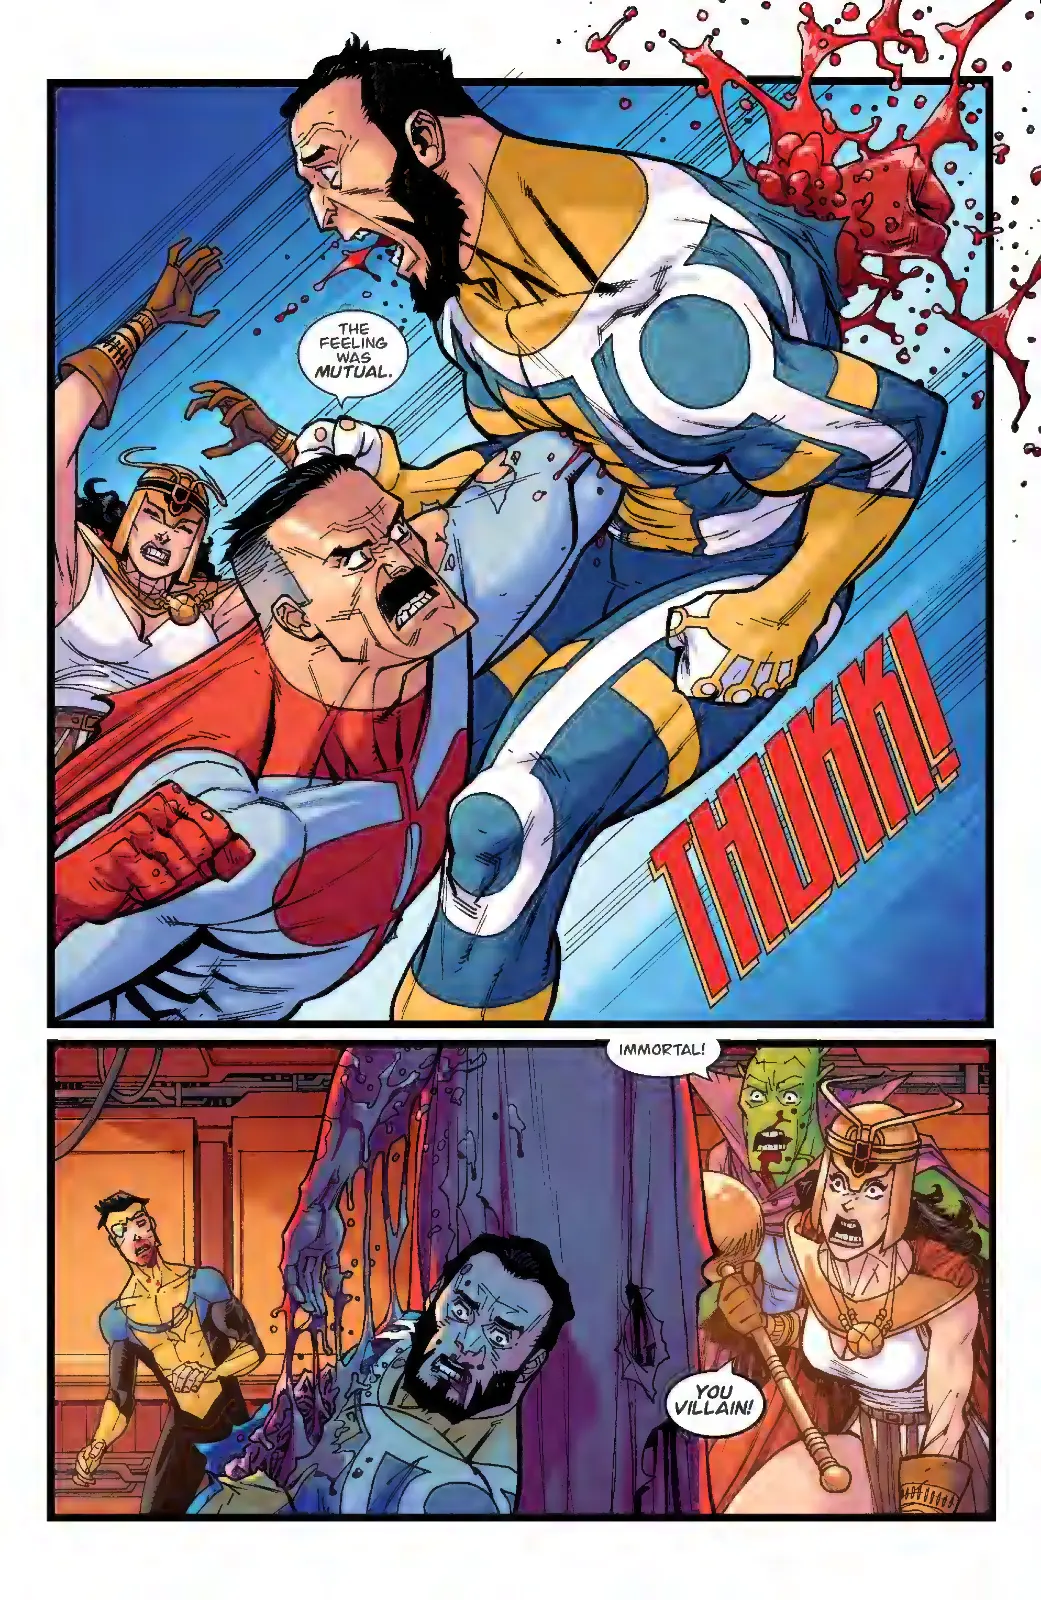 THE
FEELING
WAS
MUTUAL.
THUKK!
IMMORTAL!
YOU
VILLAIN!